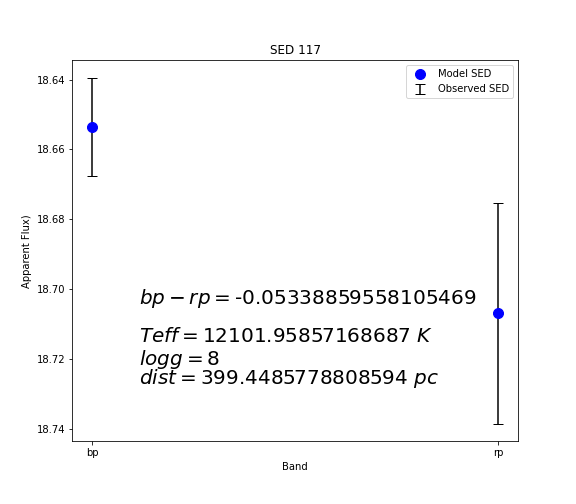 SED 117
Model SED
Observed SED
18.64
18.66
18.68
18.70
18.72
18.74
Apparent Flux)
bp − rp = -0.05338859558105469
Teff = 12101.95857168687 K
logg = 8
dist = 399.4485778808594 pc
bp
rp
Band